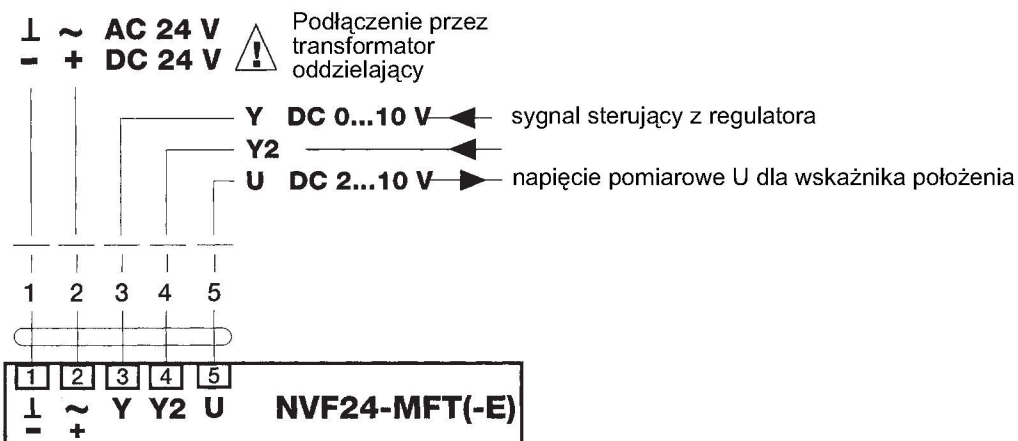 ⊥ ~ AC 24 V
- + DC 24 V
Podłączenie przez
transformator
oddzielający
Y DC 0...10 V sygnal sterujący z regulatora
Y2
U DC 2...10 V napięcie pomiarowe U dla wskażnika położenia
1 2 3 4 5
1 2 3 4 5
⊥ ~ Y Y2 U NVF24-MFT(-E)
- +